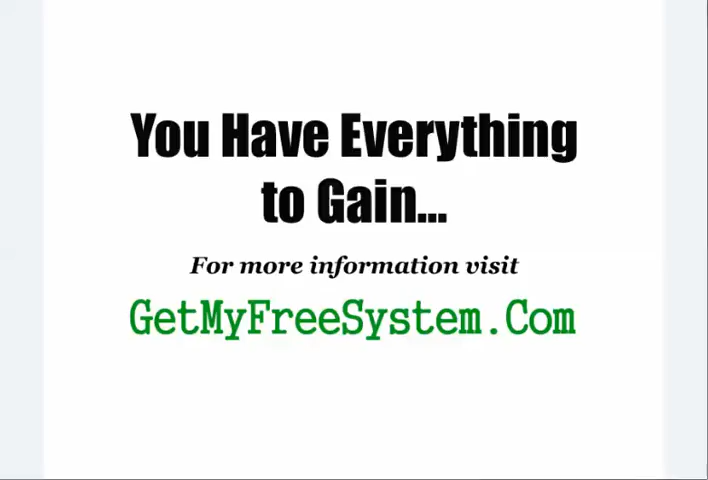 You Have Everything
to Gain...
For more information visit
GetMyFreeSystem.Com